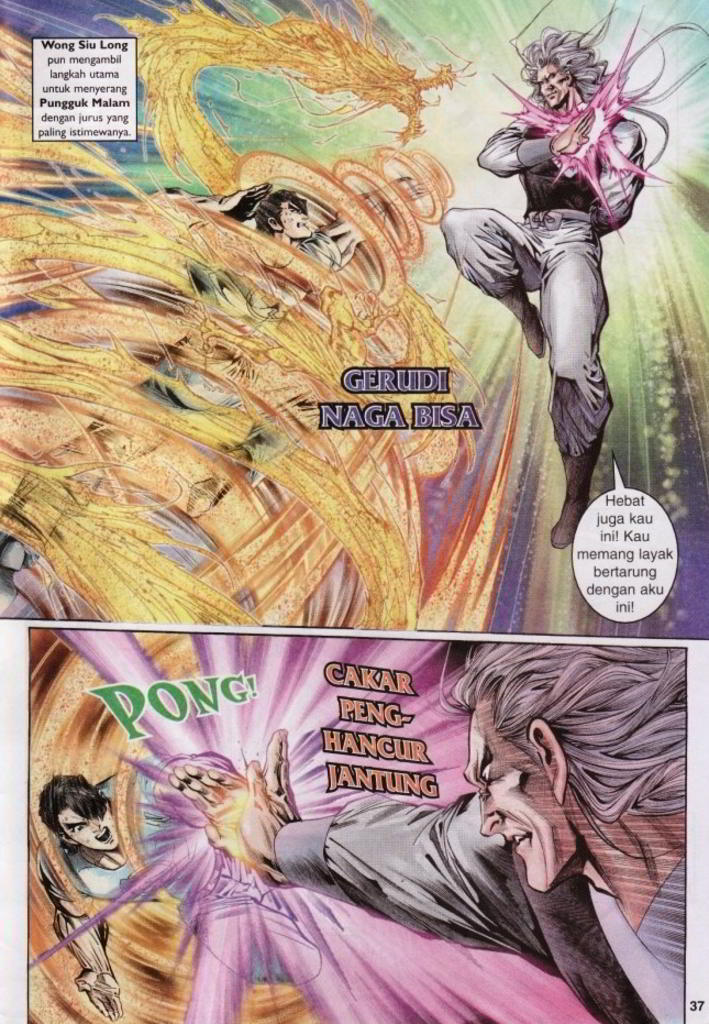 Wong Siu Long
pun mengambil
langkah utama
untuk menyerang
Pungguk Malam
dengan jurus yang
paling istimewanya.
GERUDI
NAGA BISA
Hebat
juga kau
ini! Kau
memang layak
bertarung
dengan aku
ini!
PONG!
CAKAR
PENG-
HANCUR
JANTUNG
37